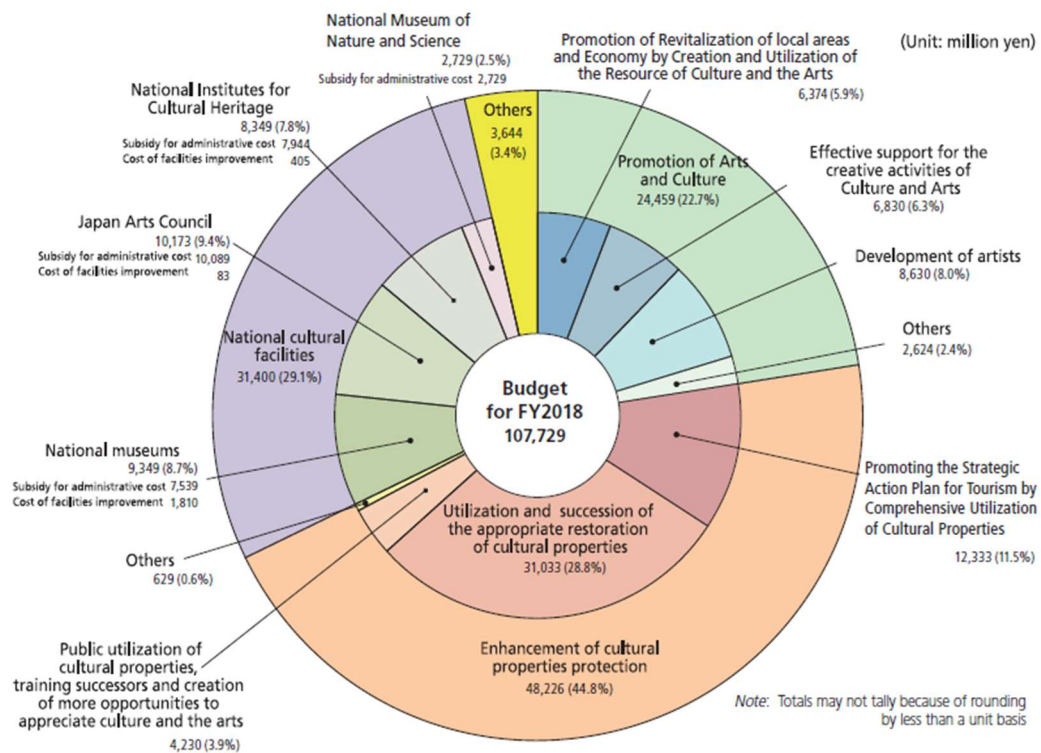 (Unit: million yen)
National Museum of
Nature and Science
2,729 (2.5%)
Subsidy for administrative cost 2,729
Promotion of Revitalization of local areas
and Economy by Creation and Utilization of
the Resource of Culture and the Arts
6,374 (5.9%)
National Institutes for
Cultural Heritage
8,349 (7.8%)
Subsidy for administrative cost 7,944
Cost of facilities improvement 405
Others
3,644
(3.4%)
Promotion of Arts
and Culture
24,459 (22.7%)
Effective support for the
creative activities of
Culture and Arts
6,830 (6.3%)
Japan Arts Council
10,173 (9.4%)
Subsidy for administrative cost 10,089
Cost of facilities improvement 83
Development of artists
8,630 (8.0%)
National cultural
facilities
31,400 (29.1%)
Others
2,624 (2.4%)
Budget
for FY2018
107,729
National museums
9,349 (8.7%)
Subsidy for administrative cost 7,539
Cost of facilities improvement 1,810
Promoting the Strategic
Action Plan for Tourism by
Comprehensive Utilization
of Cultural Properties
12,333 (11.5%)
Utilization and succession of
the appropriate restoration
of cultural properties
31,033 (28.8%)
Others
629 (0.6%)
Public utilization of
cultural properties,
training successors and creation
of more opportunities to
appreciate culture and the arts
4,230 (3.9%)
Enhancement of cultural
properties protection
48,226 (44.8%)
Note: Totals may not tally because of rounding
by less than a unit basis